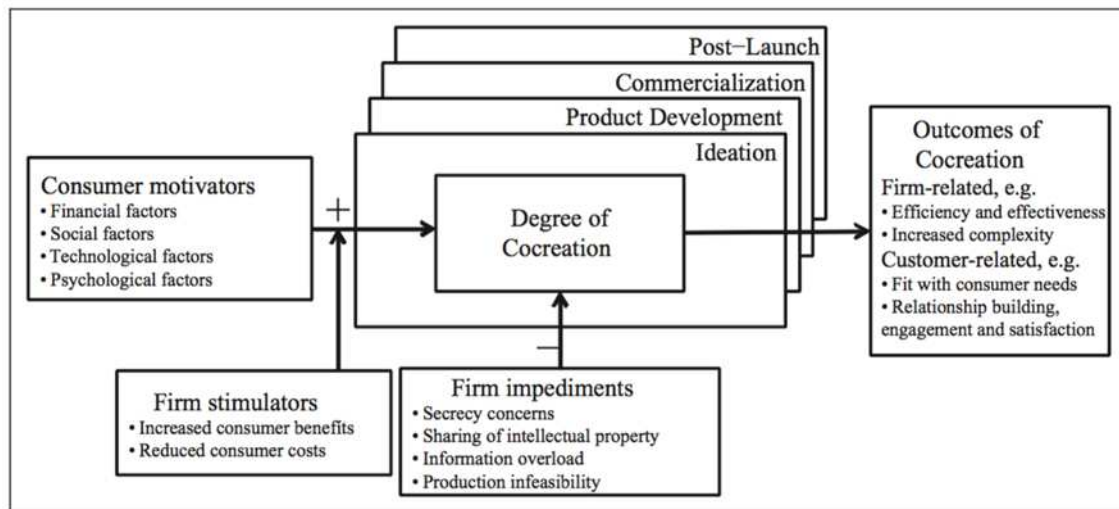 Post-Launch
Commercialization
Product Development
Ideation
Consumer motivators
• Financial factors
• Social factors
• Technological factors
• Psychological factors
+
Degree of
Cocreation
Outcomes of
Cocreation
Firm-related, e.g.
• Efficiency and effectiveness
• Increased complexity
Customer-related, e.g.
• Fit with consumer needs
• Relationship building,
engagement and satisfaction
Firm stimulators
• Increased consumer benefits
• Reduced consumer costs
−
Firm impediments
• Secrecy concerns
• Sharing of intellectual property
• Information overload
• Production infeasibility